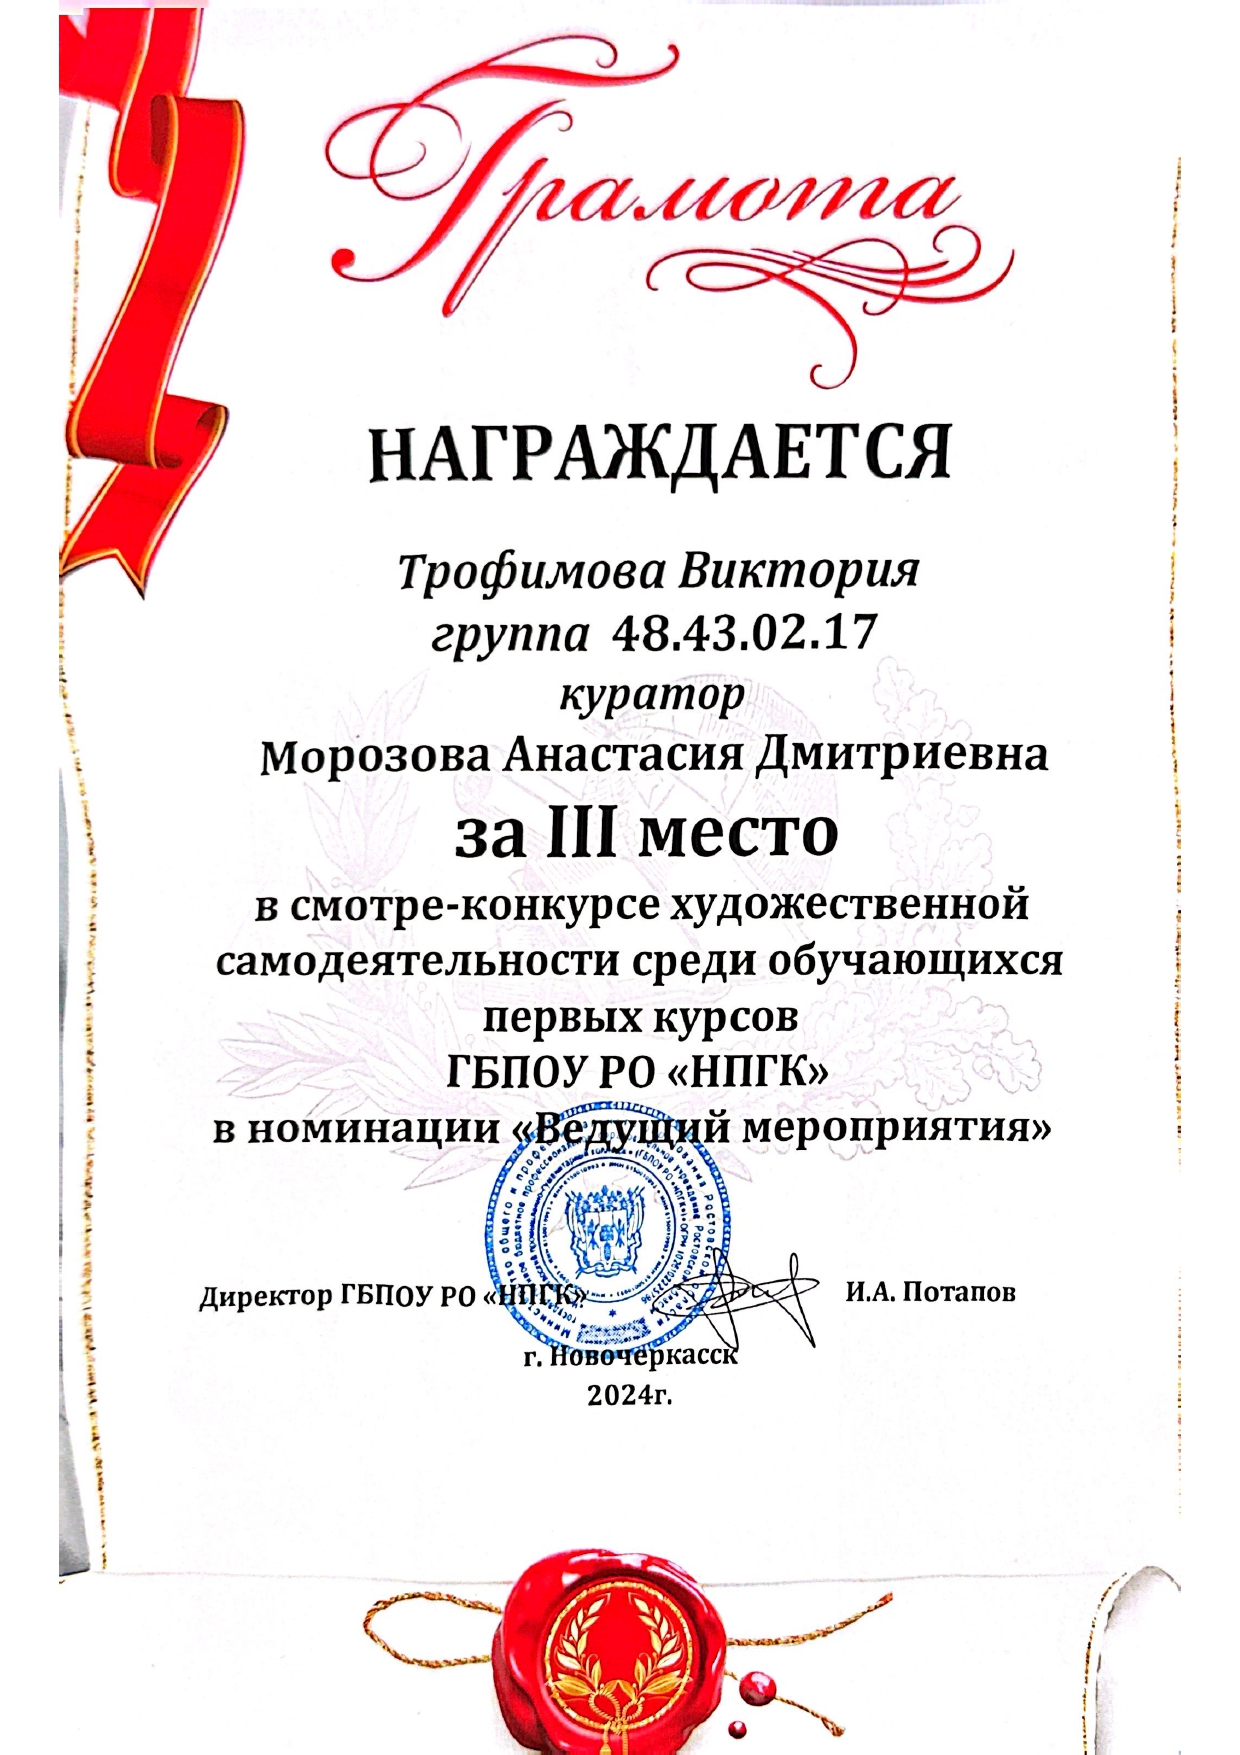 Грамота
НАГРАЖДАЕТСЯ
Трофимова Виктория
группа 48.43.02.17
куратор
Морозова Анастасия Дмитриевна
за III место
в смотре-конкурсе художественной
самодеятельности среди обучающихся
первых курсов
ГБПОУ РО «НПГК»
в номинации «Ведущий мероприятия»
Директор ГБПОУ РО «НПГК»
И.А. Потапов
г. Новочеркасск
2024г.